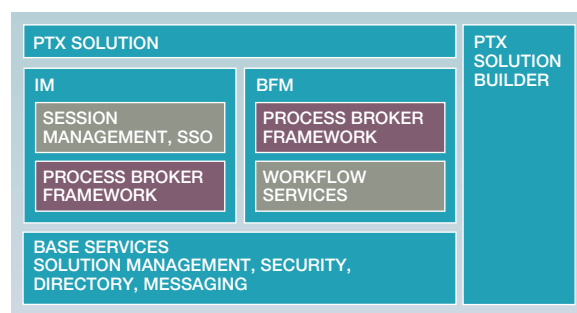 PTX SOLUTION
IM
SESSION
MANAGEMENT, SSO
PROCESS BROKER
FRAMEWORK
BFM
PROCESS BROKER
FRAMEWORK
WORKFLOW
SERVICES
BASE SERVICES
SOLUTION MANAGEMENT, SECURITY,
DIRECTORY, MESSAGING
PTX
SOLUTION
BUILDER